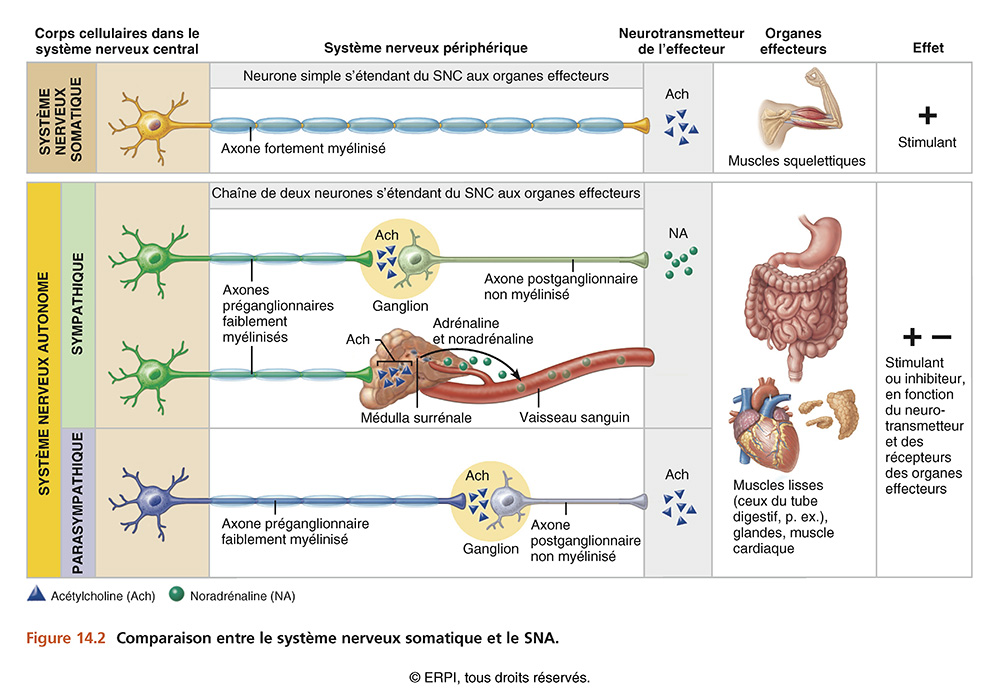 Corps cellulaires dans le
système nerveux central
Système nerveux périphérique
Neurotransmetteur
de l'effecteur
Organes
effecteurs
Effet
SYSTÈME
NERVEUX
SOMATIQUE
Neurone simple s'étendant du SNC aux organes effecteurs
Axone fortement myélinisé
Ach
Muscles squelettiques
+
Stimulant
SYSTÈME NERVEUX AUTONOME
SYMPATHIQUE
Chaîne de deux neurones s'étendant du SNC aux organes effecteurs
Ach
Ganglion
Axones
préganglionnaires
faiblement
myélinisés
Axone postganglionnaire
non myélinisé
NA
Ach
Adrénaline
et noradrénaline
Médulla surrénale
Vaisseau sanguin
PARASYMPATHIQUE
Axone préganglionnaire
faiblement myélinisé
Ach
Ganglion
Axone
postganglionnaire
non myélinisé
Ach
Muscles lisses
(ceux du tube
digestif, p. ex.),
glandes, muscle
cardiaque
+ −
Stimulant
ou inhibiteur,
en fonction
du neuro-
transmetteur
et des
récepteurs
des organes
effecteurs
Acétylcholine (Ach)
Noradrénaline (NA)
Figure 14.2 Comparaison entre le système nerveux somatique et le SNA.
© ERPI, tous droits réservés.